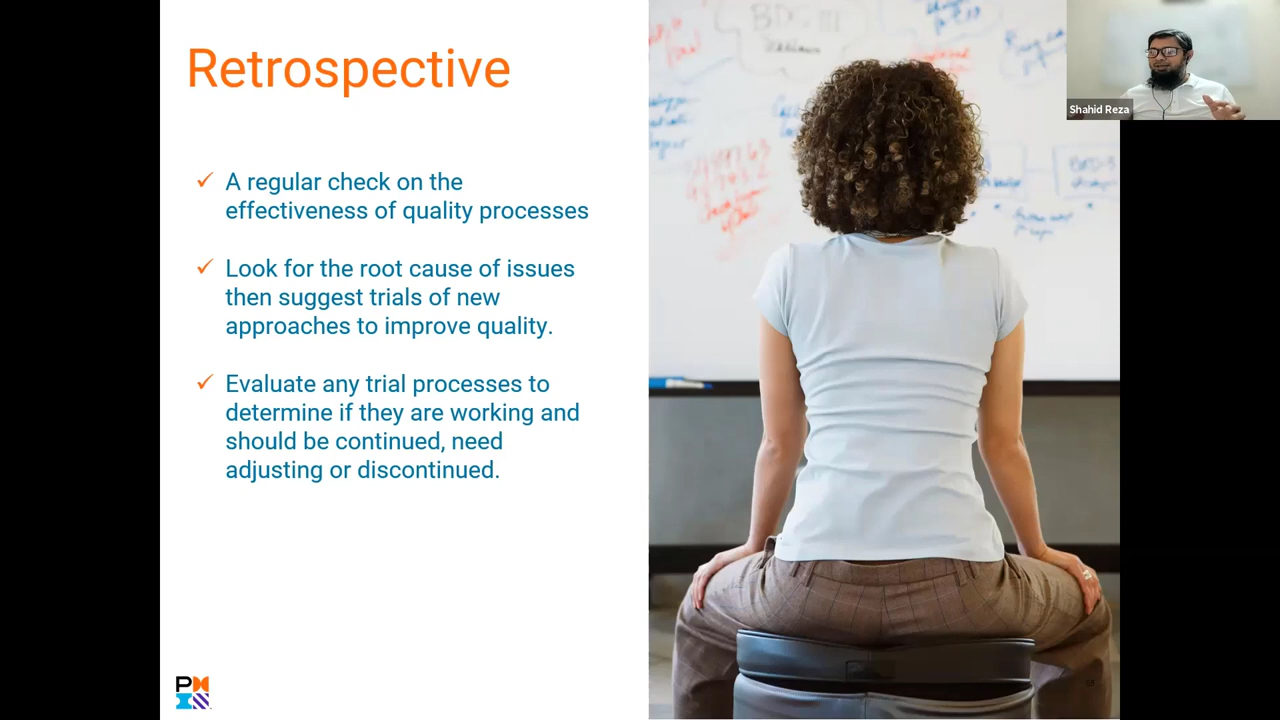 Retrospective
A regular check on the
effectiveness of quality processes
Look for the root cause of issues
then suggest trials of new
approaches to improve quality.
Evaluate any trial processes to
determine if they are working and
should be continued, need
adjusting or discontinued.
Shahid Reza